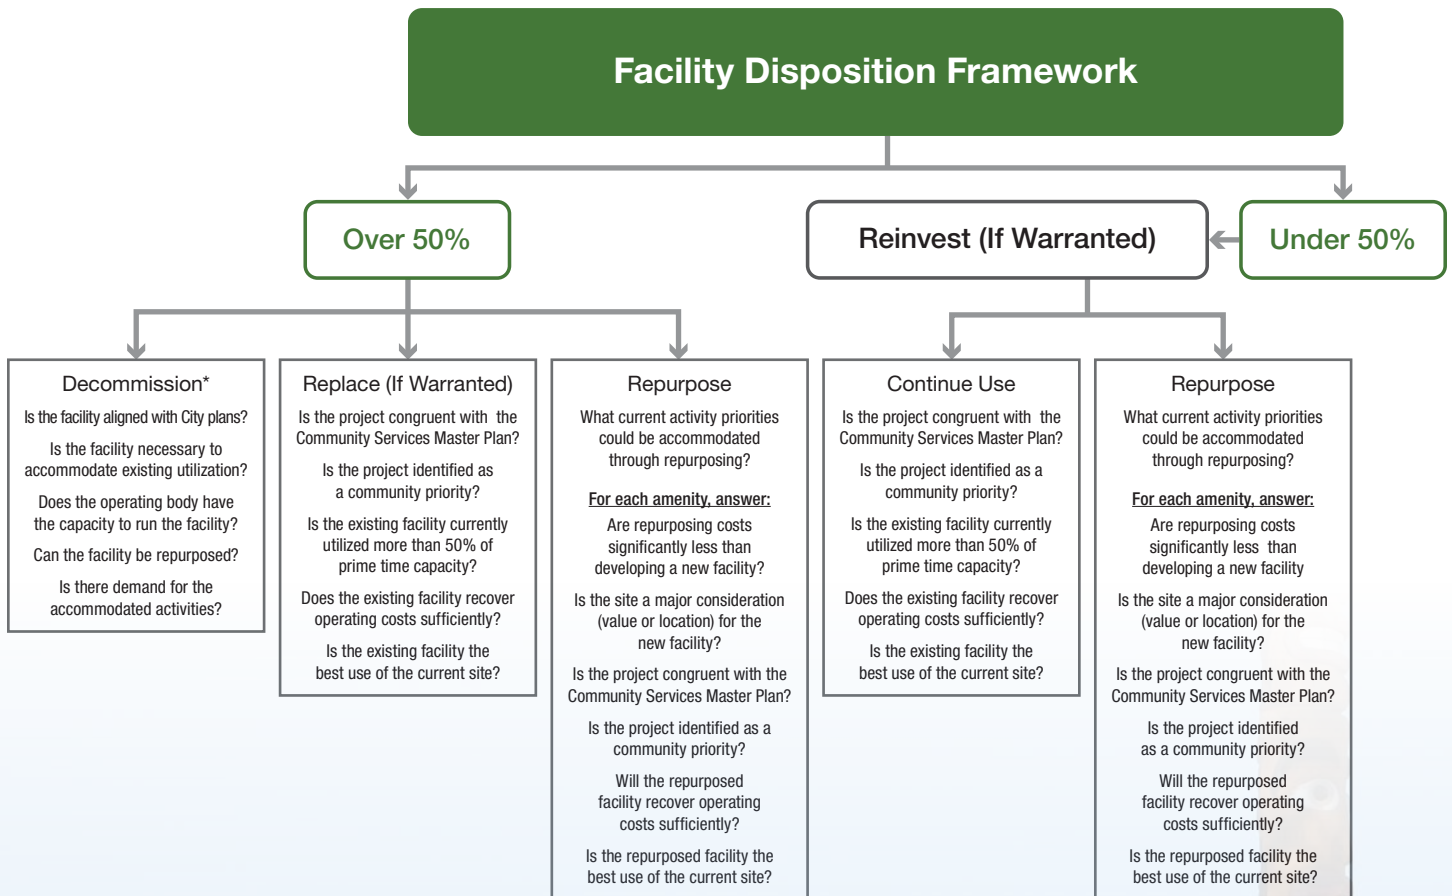 Facility Disposition Framework
Over 50%
Reinvest (If Warranted)
Under 50%
Decommission*
Is the facility aligned with City plans?
Is the facility necessary to
accommodate existing utilization?
Does the operating body have
the capacity to run the facility?
Can the facility be repurposed?
Is there demand for the
accommodated activities?
Replace (If Warranted)
Is the project congruent with the
Community Services Master Plan?
Is the project identified as
a community priority?
Is the existing facility currently
utilized more than 50% of
prime time capacity?
Does the existing facility recover
operating costs sufficiently?
Is the existing facility the
best use of the current site?
Repurpose
What current activity priorities
could be accommodated
through repurposing?
For each amenity, answer:
Are repurposing costs
significantly less than
developing a new facility?
Is the site a major consideration
(value or location) for the
new facility?
Is the project congruent with the
Community Services Master Plan?
Is the project identified as a
community priority?
Will the repurposed
facility recover operating
costs sufficiently?
Is the repurposed facility the
best use of the current site?
Continue Use
Is the project congruent with the
Community Services Master Plan?
Is the project identified as a
community priority?
Is the existing facility currently
utilized more than 50% of
prime time capacity?
Does the existing facility recover
operating costs sufficiently?
Is the existing facility the
best use of the current site?
Repurpose
What current activity priorities
could be accommodated
through repurposing?
For each amenity, answer:
Are repurposing costs
significantly less than
developing a new facility
Is the site a major consideration
(value or location) for the
new facility?
Is the project congruent with the
Community Services Master Plan?
Is the project identified
as a community priority?
Will the repurposed
facility recover operating
costs sufficiently?
Is the repurposed facility the
best use of the current site?